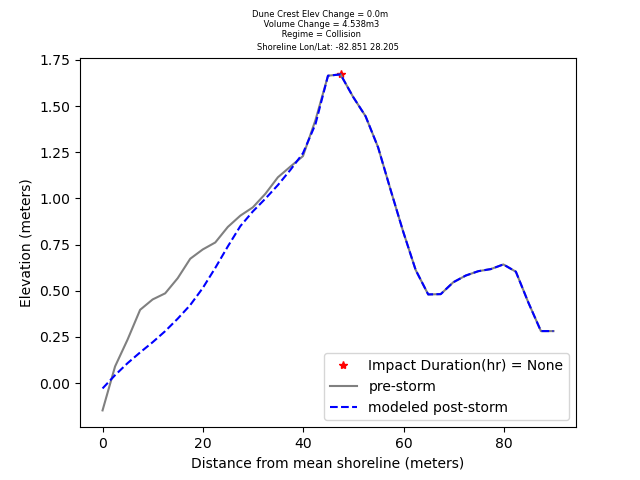 Dune Crest Elev Change = 0.0m
Volume Change = 4.538m3
Regime = Collision
Shoreline Lon/Lat: -82.851 28.205
1.75
1.50
1.25
1.00
0.75
0.50
0.25
0.00
Elevation (meters)
Impact Duration(hr) = None
pre-storm
modeled post-storm
0 20 40 60 80
Distance from mean shoreline (meters)